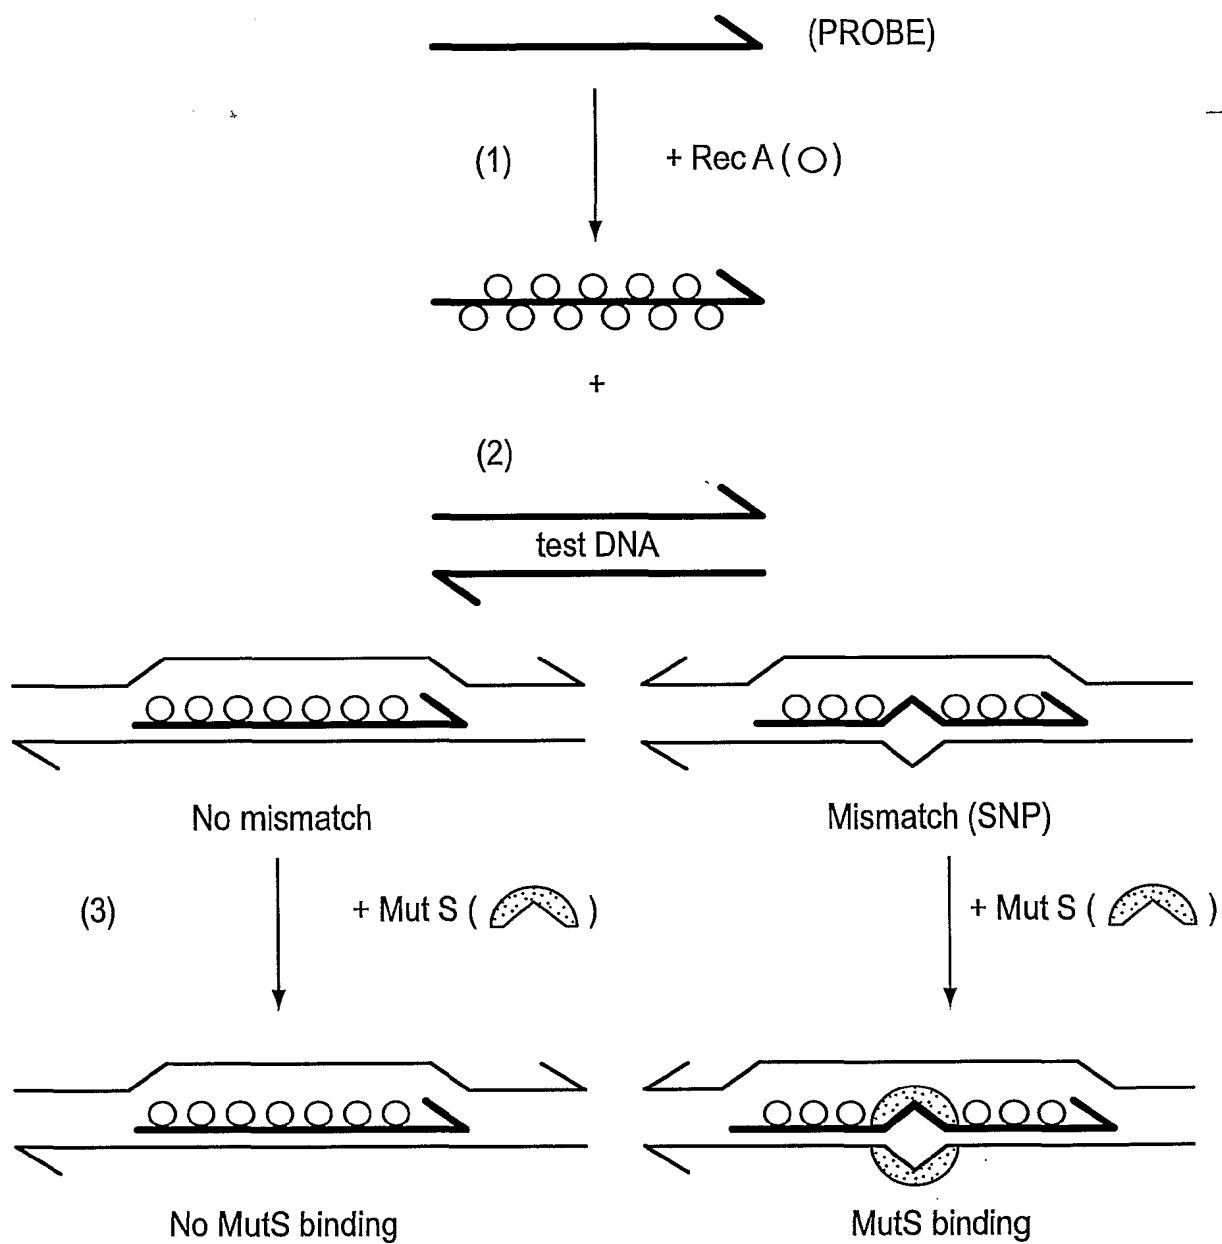 (PROBE)
(1)
+ Rec A ( )
+
(2)
test DNA
No mismatch
Mismatch (SNP)
(3)
+ Mut S ( )
+ Mut S ( )
No MutS binding
MutS binding